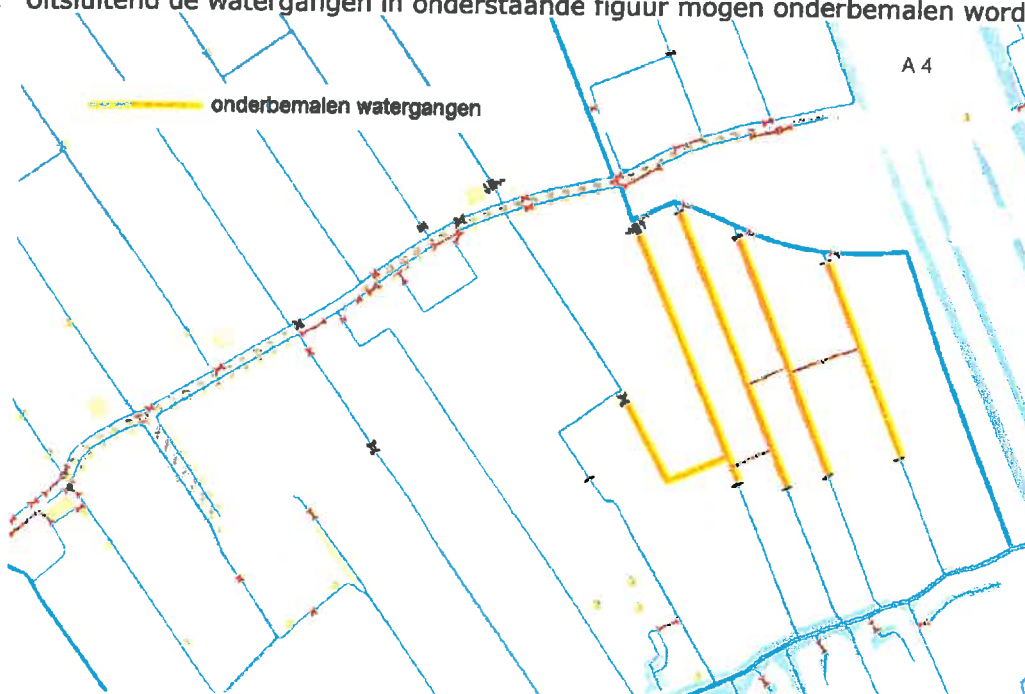 uitsluitend de watergangen in onderstaande figuur mogen onderbemalen word
A 4
onderbemalen watergangen